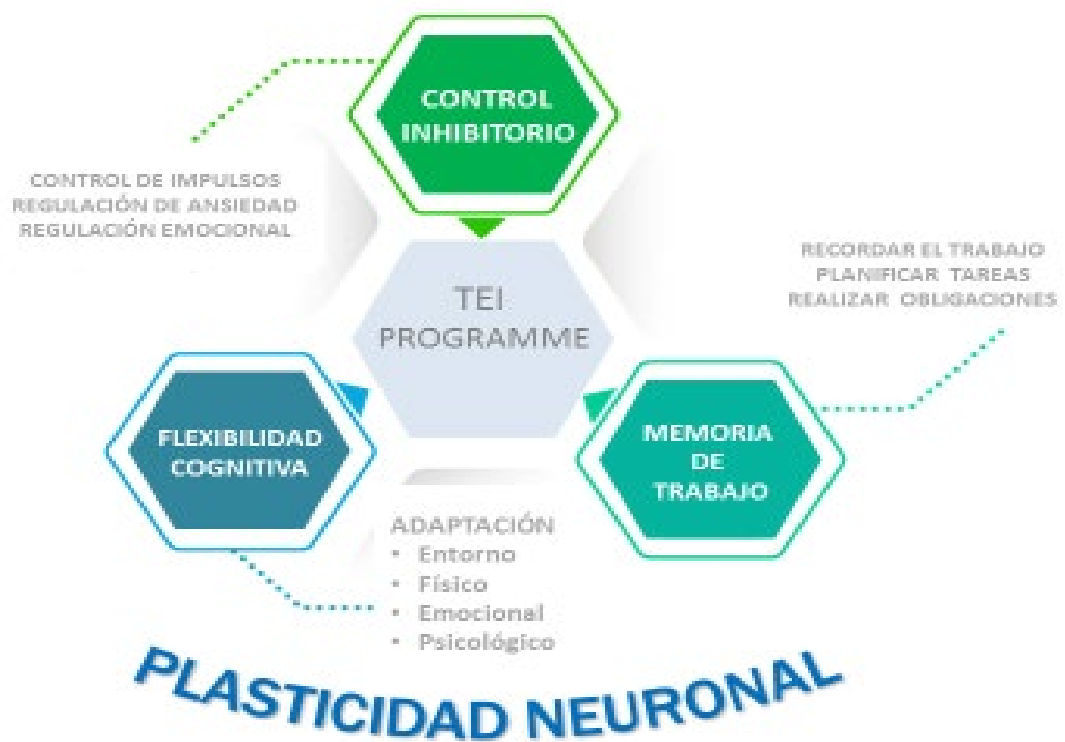 CONTROL
INHIBITORIO
CONTROL DE IMPULSOS
REGULACIÓN DE ANSIEDAD
REGULACIÓN EMOCIONAL
RECORDAR EL TRABAJO
PLANIFICAR TAREAS
REALIZAR OBLIGACIONES
TEI
PROGRAMME
FLEXIBILIDAD
COGNITIVA
MEMORIA
DE
TRABAJO
ADAPTACIÓN
• Entorno
• Físico
• Emocional
• Psicológico
PLASTICIDAD NEURONAL